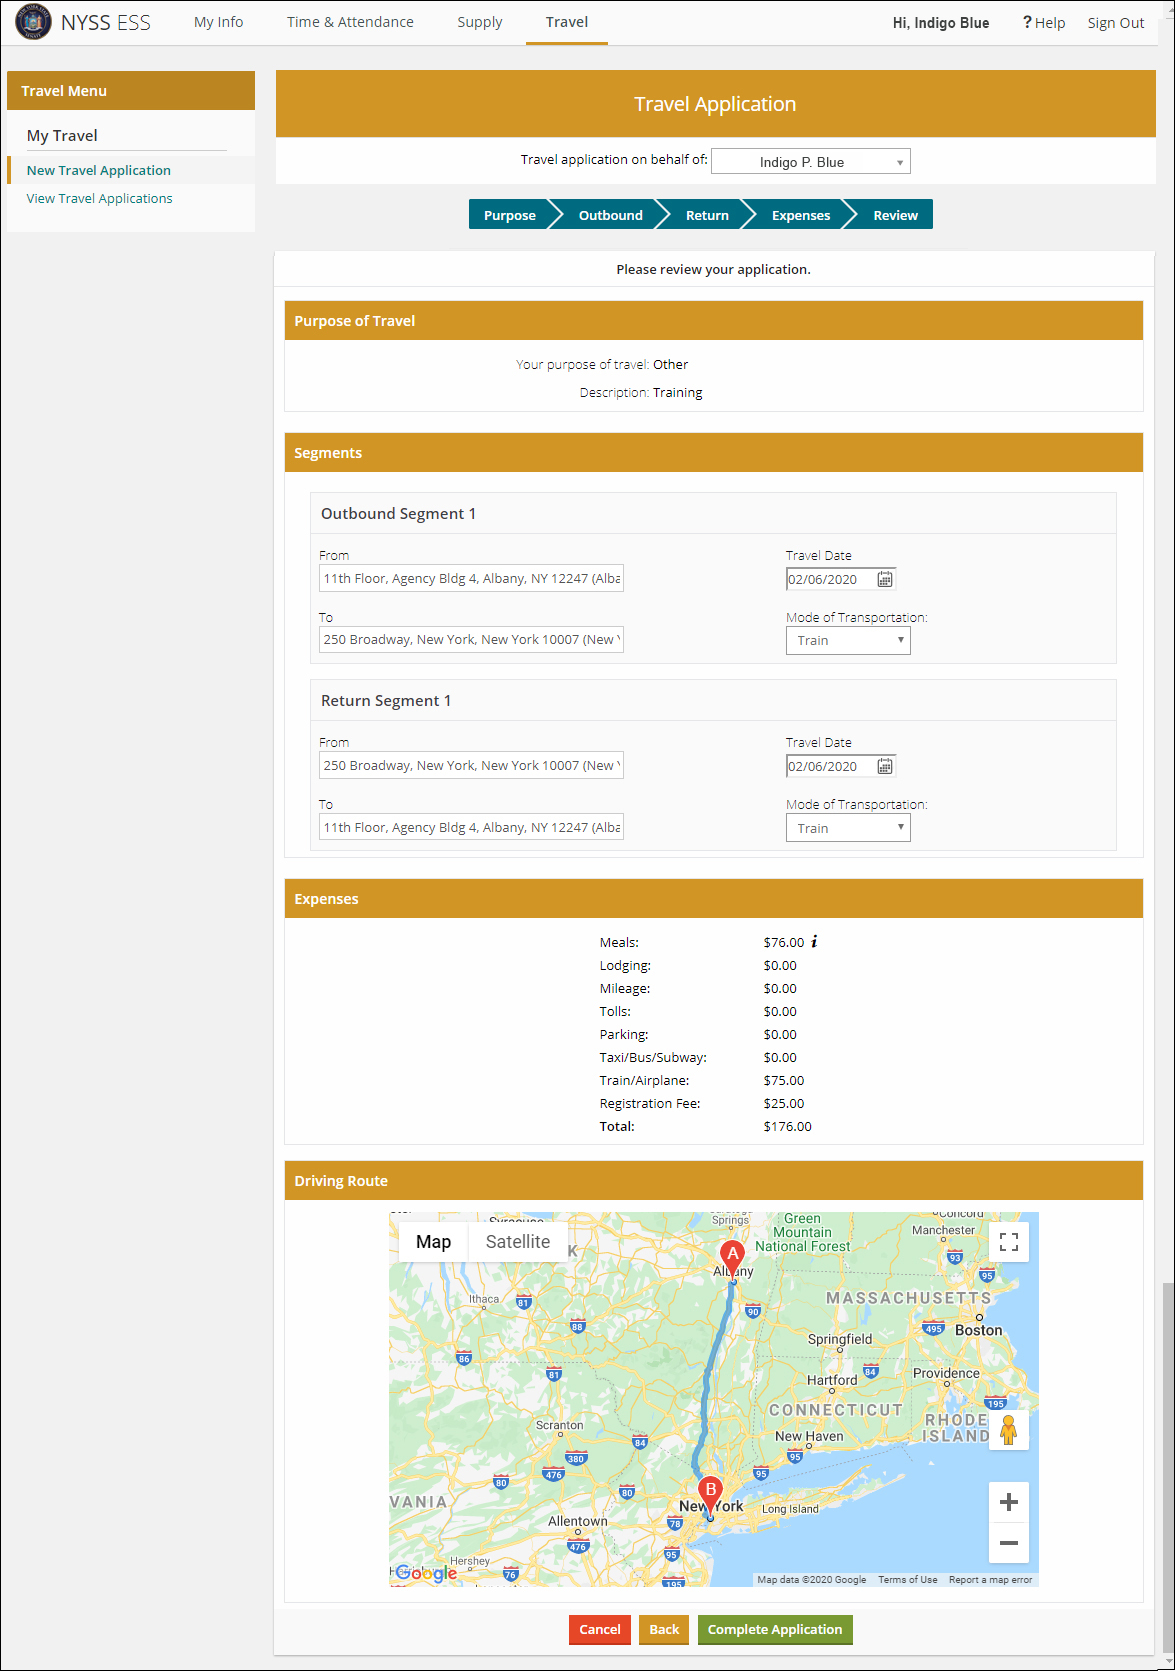 NYSS ESS
My Info
Time & Attendance
Supply
Travel
Hi, Indigo Blue
? Help
Sign Out
Travel Menu
My Travel
New Travel Application
View Travel Applications
Travel Application
Travel application on behalf of: Indigo P. Blue
Purpose
Outbound
Return
Expenses
Review
Please review your application.
Purpose of Travel
Your purpose of travel: Other
Description: Training
Segments
Outbound Segment 1
From
Travel Date
11th Floor, Agency Bldg 4, Albany, NY 12247 (Alba
02/06/2020
To
Mode of Transportation:
250 Broadway, New York, New York 10007 (New
Train
Return Segment 1
From
Travel Date
250 Broadway, New York, New York 10007 (New
02/06/2020
To
Mode of Transportation:
11th Floor, Agency Bldg 4, Albany, NY 12247 (Alba
Train
Expenses
Meals: $76.00 i
Lodging: $0.00
Mileage: $0.00
Tolls: $0.00
Parking: $0.00
Taxi/Bus/Subway: $0.00
Train/Airplane: $75.00
Registration Fee: $25.00
Total: $176.00
Driving Route
Map
Satellite
K
Syracuse
Saratoga
Springs
Green
Mountain
National Forest
Concord
Manchester
93
95
A
Albany
Ithaca
81
90
MASSACHUSETTS
88
495
Boston
Springfield
86
81
84
Hartford
Providence
195
CONNECTICUT
RHODE
ISLAND
Scranton
84
New Haven
380
95
476
95
80
80
B
VANIA
New York
Long Island
78
Allentown
476
95
Hershey
76
195
Google
Map data ©2020 Google
Terms of Use
Report a map error
Cancel
Back
Complete Application